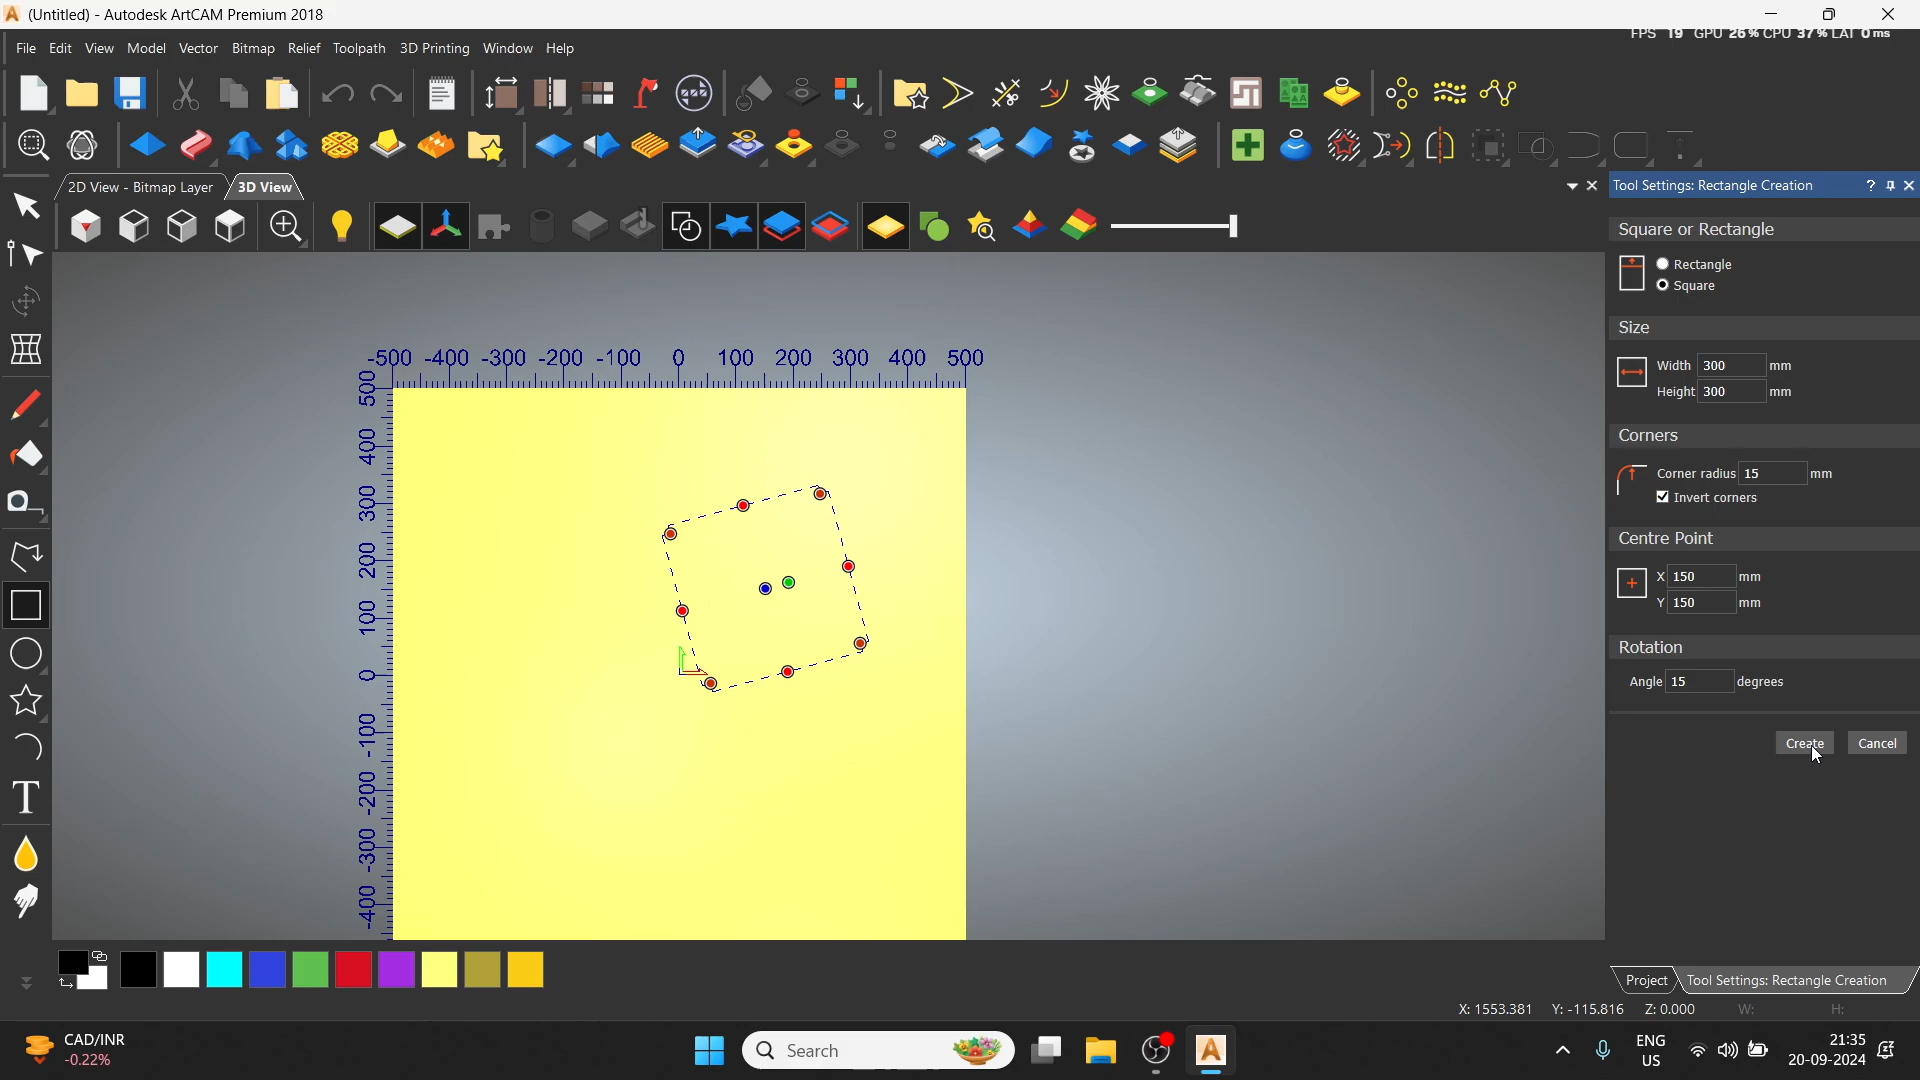 (Untitled) - Autodesk ArtCAM Premium 2018
FPS 19 GPU 26% CPU 37% LAT 0 ms
File Edit View Model Vector Bitmap Relief Toolpath 3D Printing Window Help
2D View - Bitmap Layer 3D View
Tool Settings: Rectangle Creation ?
Square or Rectangle
Rectangle
Square
Size
Width 300 mm
Height 300 mm
Corners
Corner radius 15 mm
Invert corners
Centre Point
X 150 mm
Y 150 mm
Rotation
Angle 15 degrees
Create Cancel
-500 -400 -300 -200 -100 0 100 200 300 400 500
500
400
300
200
100
0
-100
-200
-300
-400
Project Tool Settings: Rectangle Creation
X: 1553.381 Y: -115.816 Z: 0.000 W: H:
CAD/INR
-0.22%
Search
ENG
US
21:35
20-09-2024